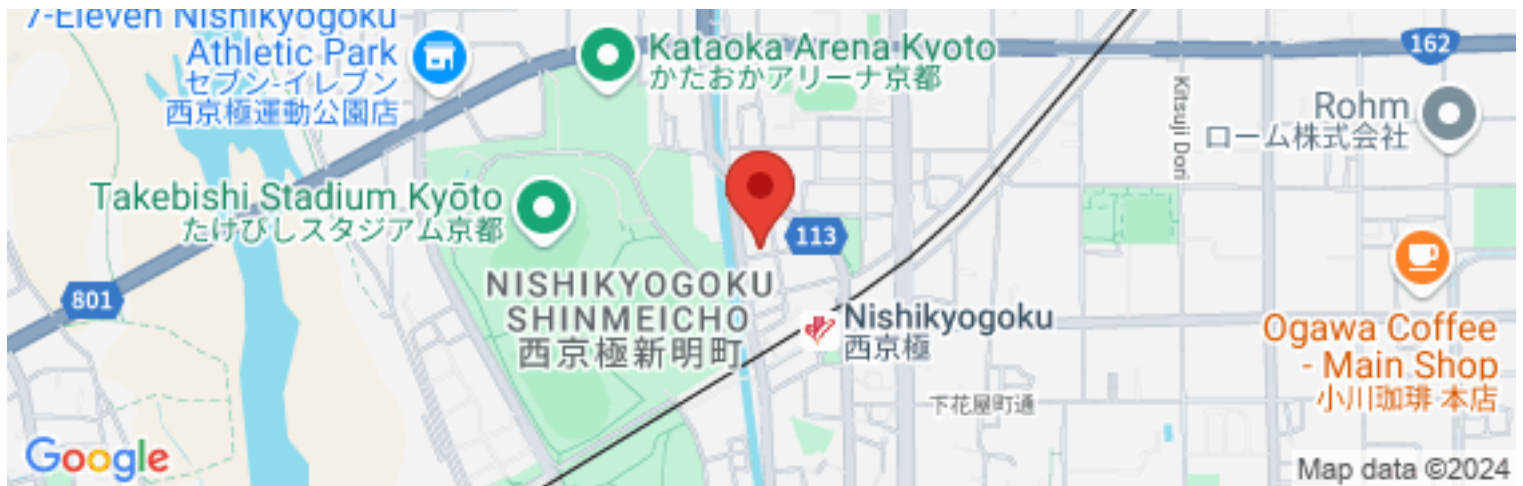 7-Eleven Nishikyogoku
Athletic Park
セブン-イレブン
西京極運動公園店
Kataoka Arena Kyoto
かたおかアリーナ京都
162
Kitsuji Dori
Rohm
ローム株式会社
Takebishi Stadium Kyōto
たけびしスタジアム京都
113
801
NISHIKYOGOKU
SHINMEICHO
西京極新明町
Nishikyogoku
西京極
Ogawa Coffee
- Main Shop
小川珈琲 本店
下花屋町通
Google
Map data ©2024